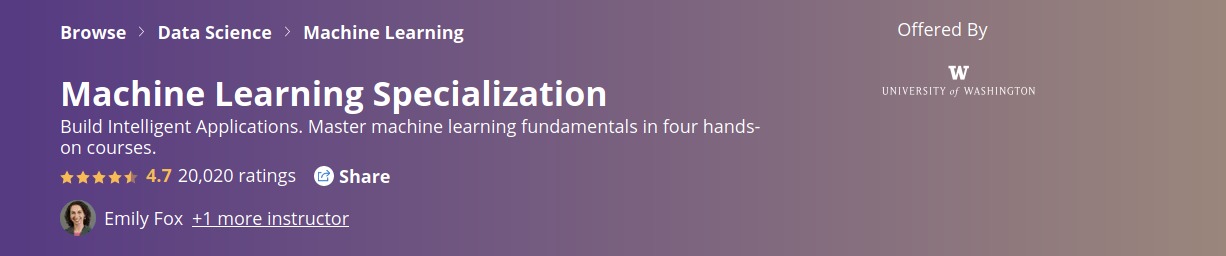 Browse > Data Science > Machine Learning
Offered By
W
UNIVERSITY of WASHINGTON
Machine Learning Specialization
Build Intelligent Applications. Master machine learning fundamentals in four hands-
on courses.
4.7 20,020 ratings Share
Emily Fox +1 more instructor